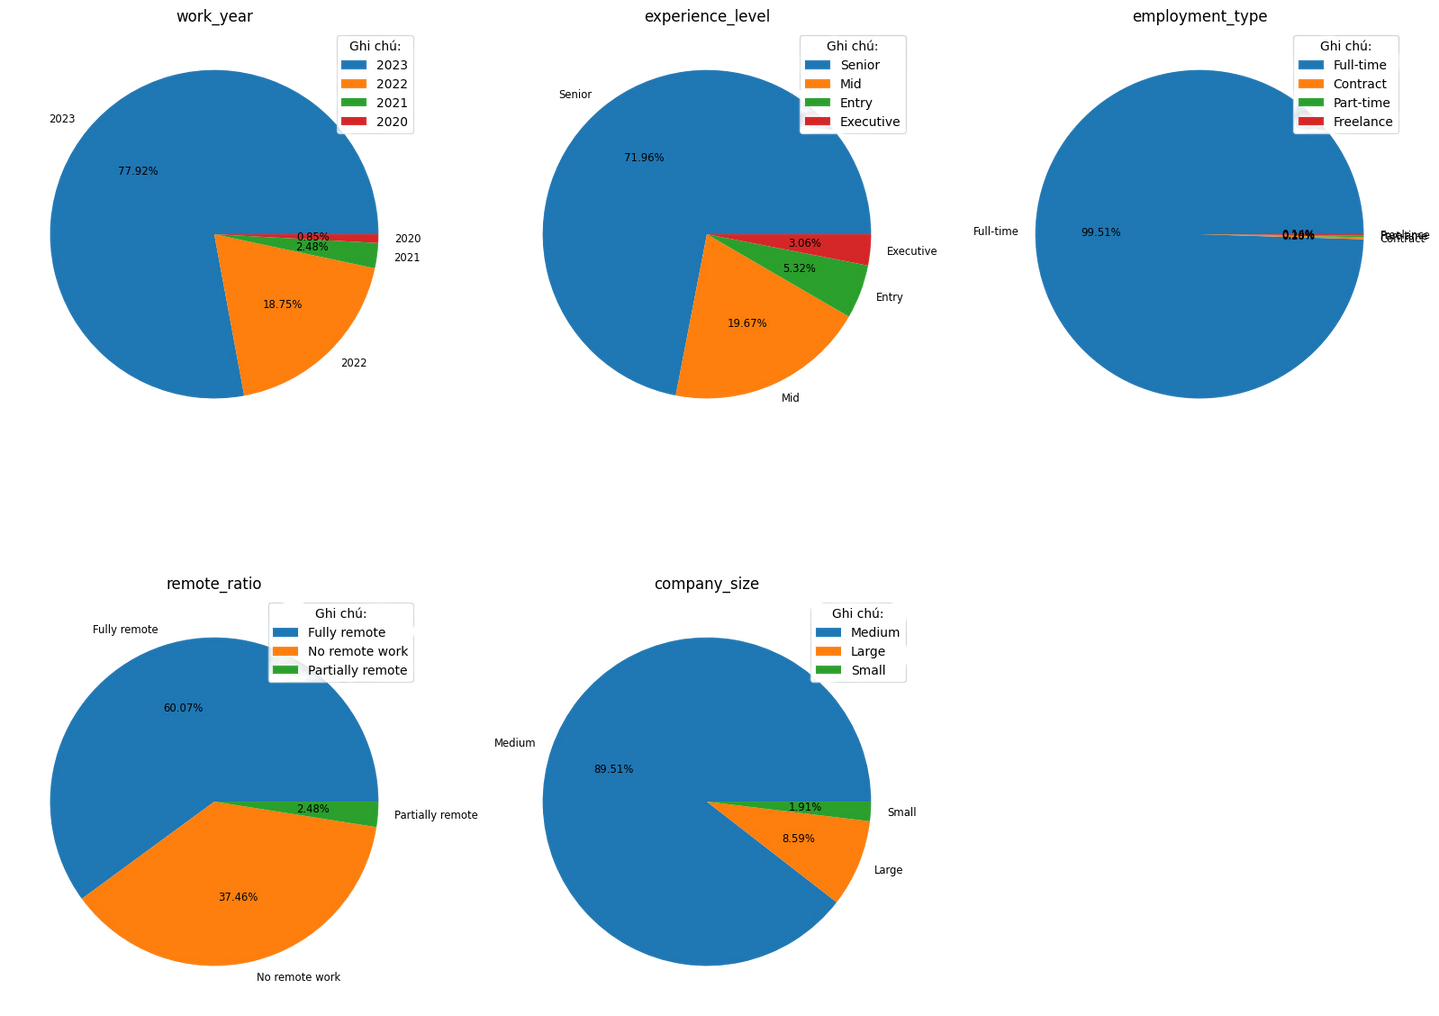 work_year
Ghi chú:
2023
2022
2021
2020
2023
77.92%
0.85%
2020
2.48%
2021
18.75%
2022
experience_level
Ghi chú:
Senior
Mid
Entry
Executive
Senior
71.96%
3.06%
Executive
5.32%
Entry
19.67%
Mid
employment_type
Ghi chú:
Full-time
Contract
Part-time
Freelance
Full-time
99.51%
Freelance
Contract
remote_ratio
Ghi chú:
Fully remote
No remote work
Partially remote
Fully remote
60.07%
2.48%
Partially remote
37.46%
No remote work
company_size
Ghi chú:
Medium
Large
Small
Medium
89.51%
1.91%
Small
8.59%
Large